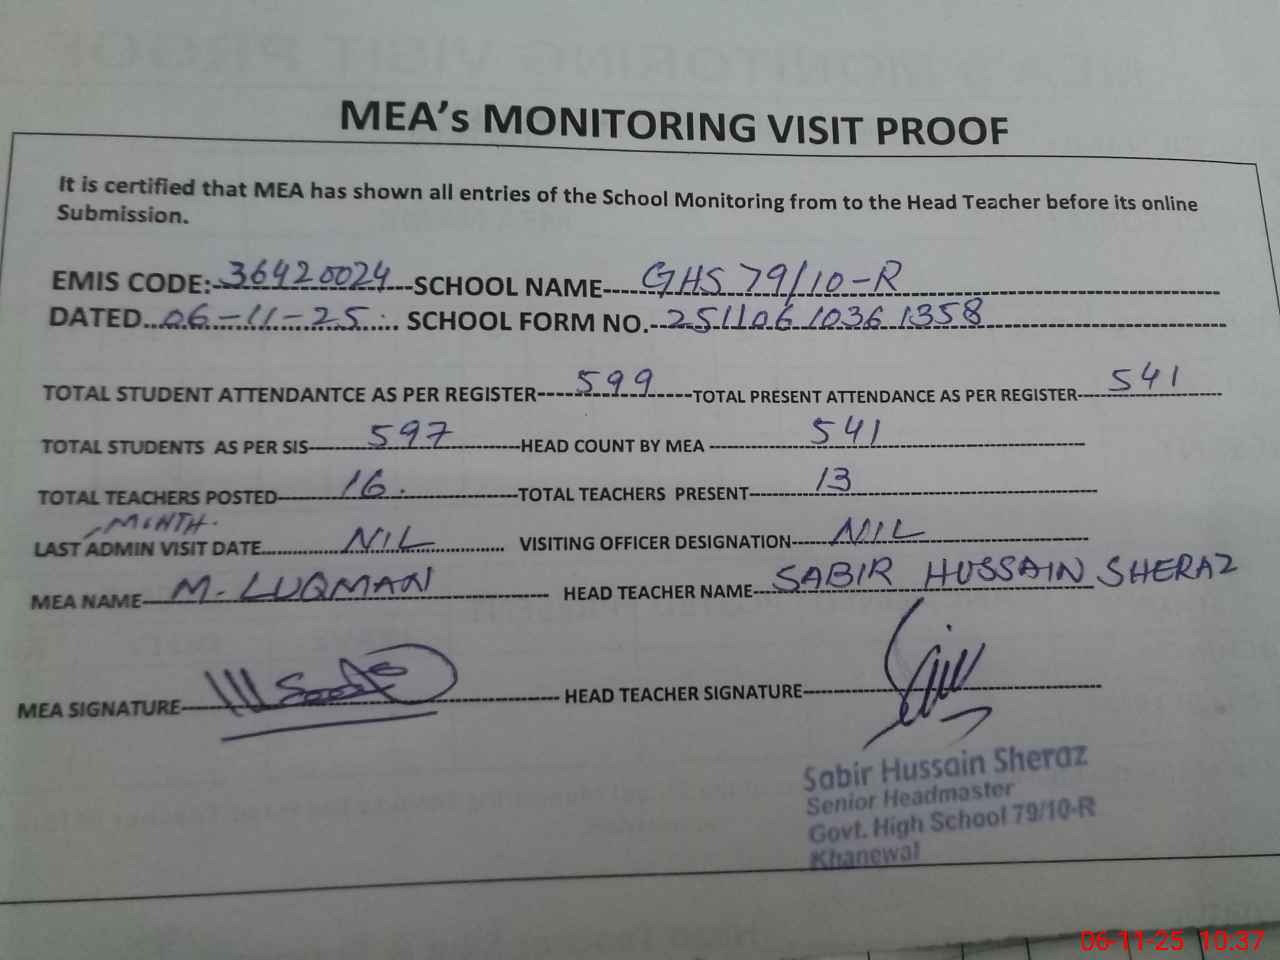 MEA's MONITORING VISIT PROOF
It is certified that MEA has shown all entries of the School Monitoring from to the Head Teacher before its online
Submission.
EMIS CODE: 36420024 SCHOOL NAME GHS 79/10-R
DATED 06-11-25 SCHOOL FORM NO. 2511061036 1358
TOTAL STUDENT ATTENDANTCE AS PER REGISTER 599 TOTAL PRESENT ATTENDANCE AS PER REGISTER 541
TOTAL STUDENTS AS PER SIS 597 HEAD COUNT BY MEA 541
TOTAL TEACHERS POSTED 16. TOTAL TEACHERS PRESENT 13
MONTH.
LAST ADMIN VISIT DATE NIL VISITING OFFICER DESIGNATION NIL
MEA NAME M. LUQMAN HEAD TEACHER NAME SABIR HUSSAIN SHERAZ
MEA SIGNATURE HEAD TEACHER SIGNATURE
Sabir Hussain Sheraz
Senior Headmaster
Govt. High School 79/10-R
Khanewal
06-11-25 10:37